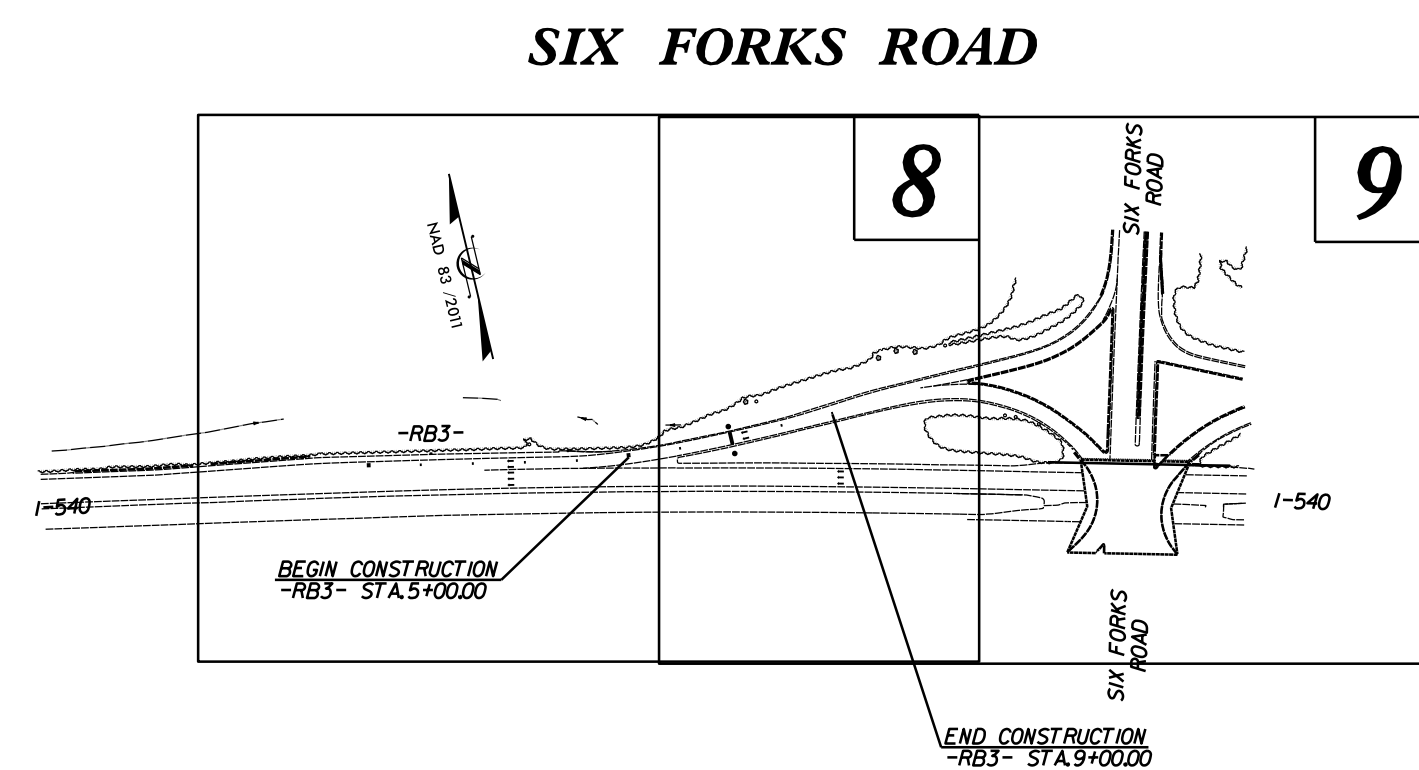 SIX FORKS ROAD
8
9
SIX FORKS
ROAD
NAD 83 /2011
-RB3-
I-540
I-540
BEGIN CONSTRUCTION
-RB3- STA.5+00.00
SIX FORKS
ROAD
END CONSTRUCTION
-RB3- STA.9+00.00